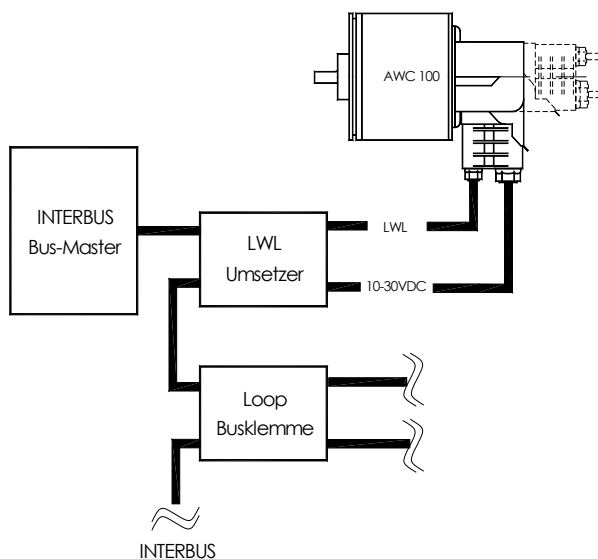 AWC 100
INTERBUS
Bus-Master
LWL
Umsetzer
LWL
10-30VDC
Loop
Busklemme
INTERBUS